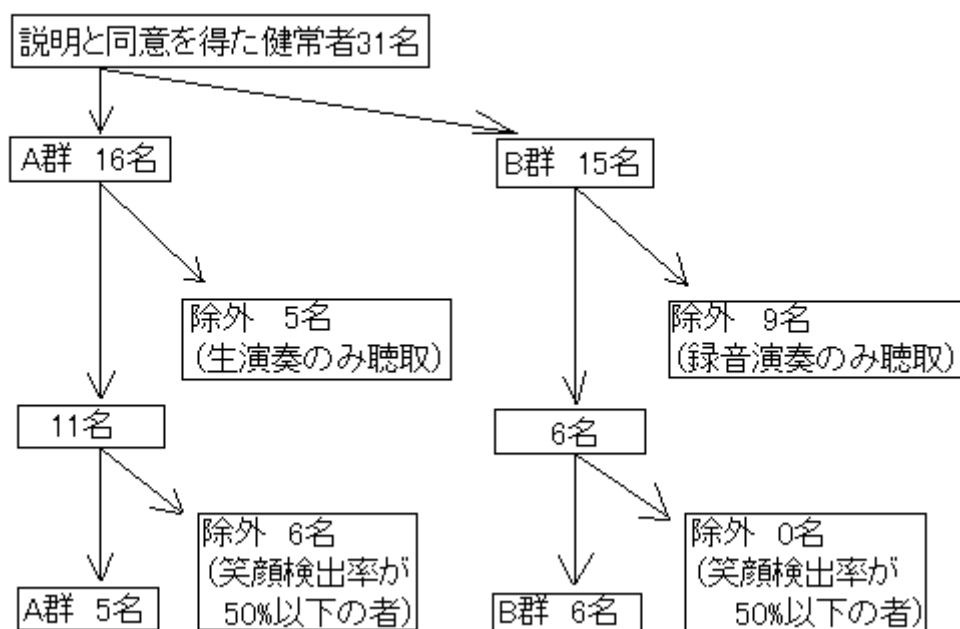 説明と同意を得た健常者31名
A群 16名
B群 15名
除外 5名
(生演奏のみ聴取)
除外 9名
(録音演奏のみ聴取)
11名
6名
除外 6名
(笑顔検出率が
50%以下の者)
除外 0名
(笑顔検出率が
50%以下の者)
A群 5名
B群 6名